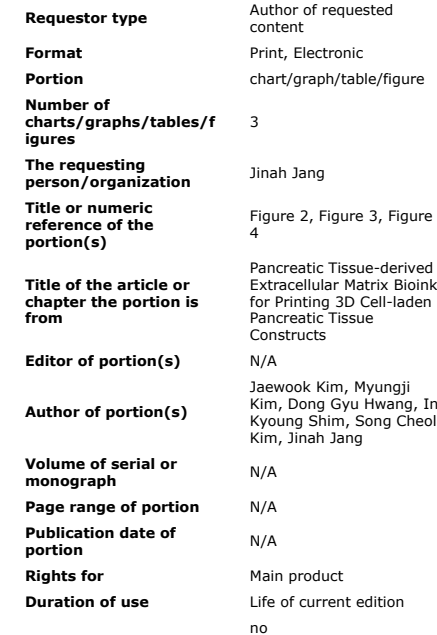 Requestor type
Author of requested
content
Format
Print, Electronic
Portion
chart/graph/table/figure
Number of
charts/graphs/tables/f
igures
3
The requesting
person/organization
Jinah Jang
Title or numeric
reference of the
portion(s)
Figure 2, Figure 3, Figure
4
Title of the article or
chapter the portion is
from
Pancreatic Tissue-derived
Extracellular Matrix Bioink
for Printing 3D Cell-laden
Pancreatic Tissue
Constructs
Editor of portion(s)
N/A
Author of portion(s)
Jaewook Kim, Myungji
Kim, Dong Gyu Hwang, In
Kyoung Shim, Song Cheol
Kim, Jinah Jang
Volume of serial or
monograph
N/A
Page range of portion
N/A
Publication date of
portion
N/A
Rights for
Main product
Duration of use
Life of current edition
no